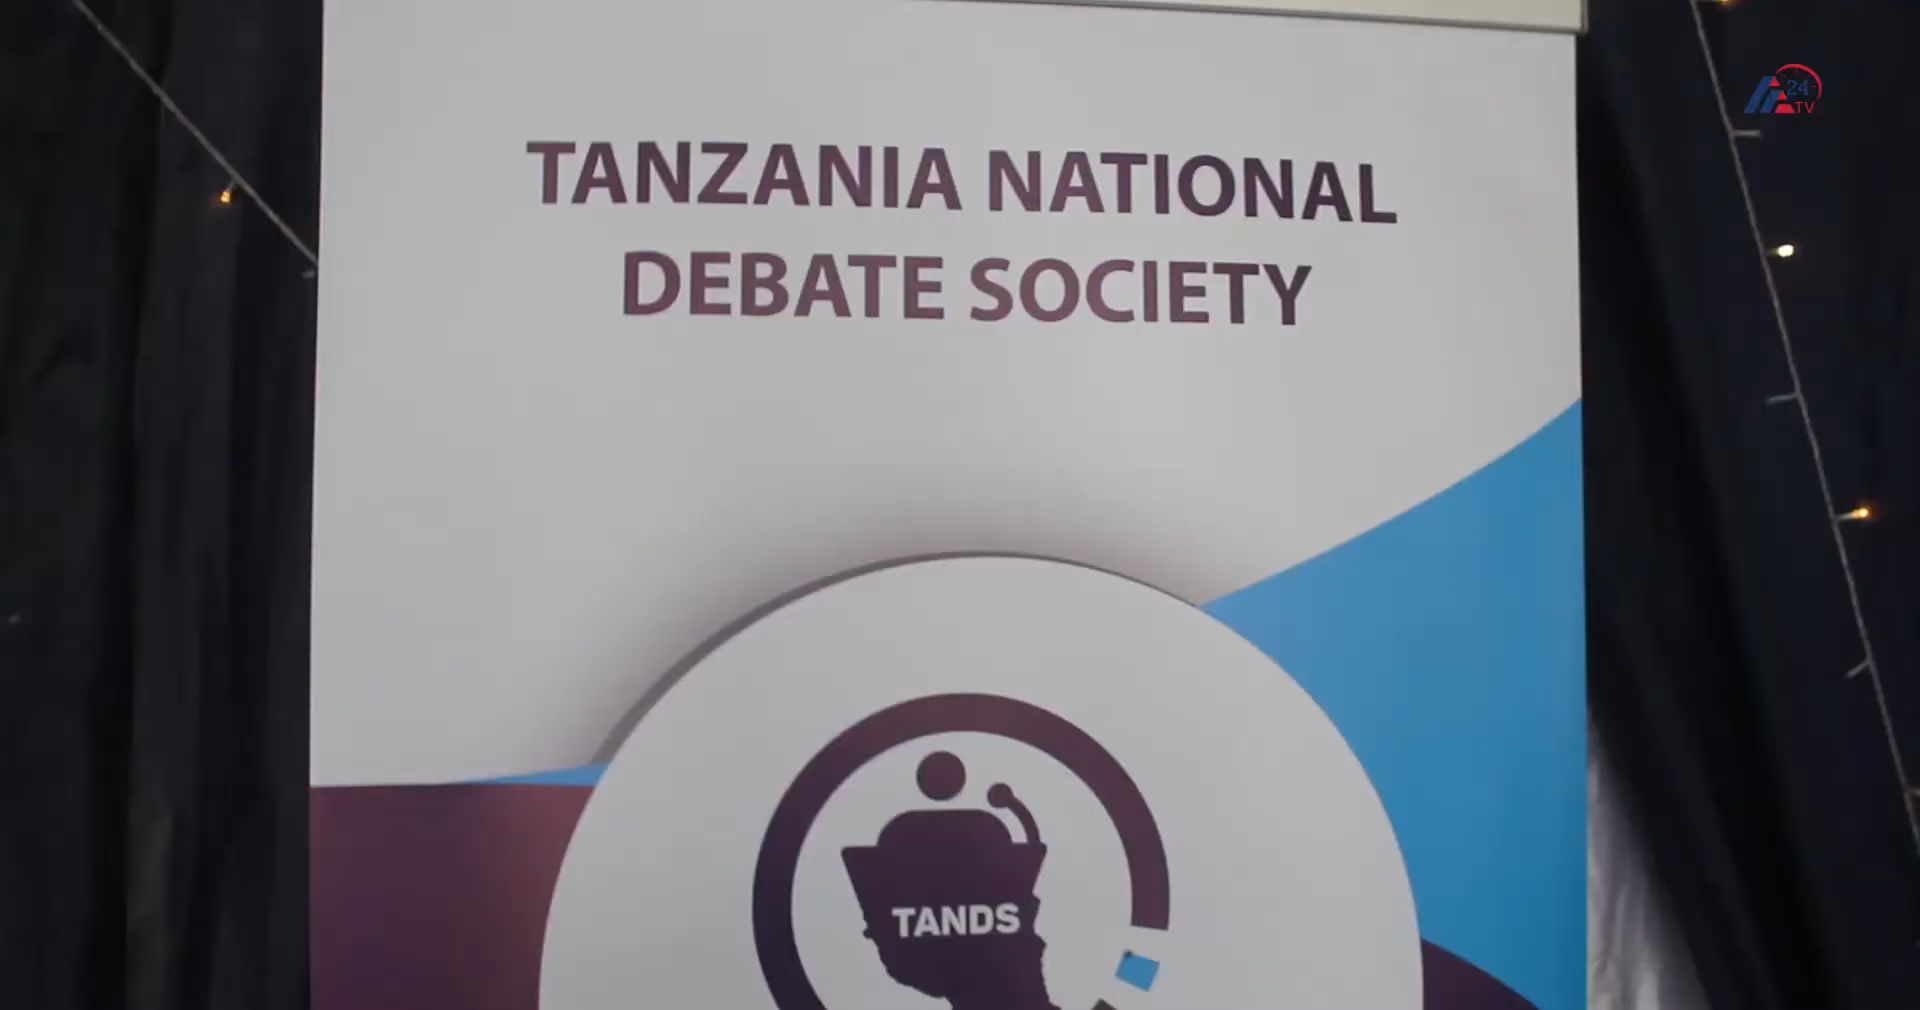 24
TV
TANZANIA NATIONAL
DEBATE SOCIETY
TANDS